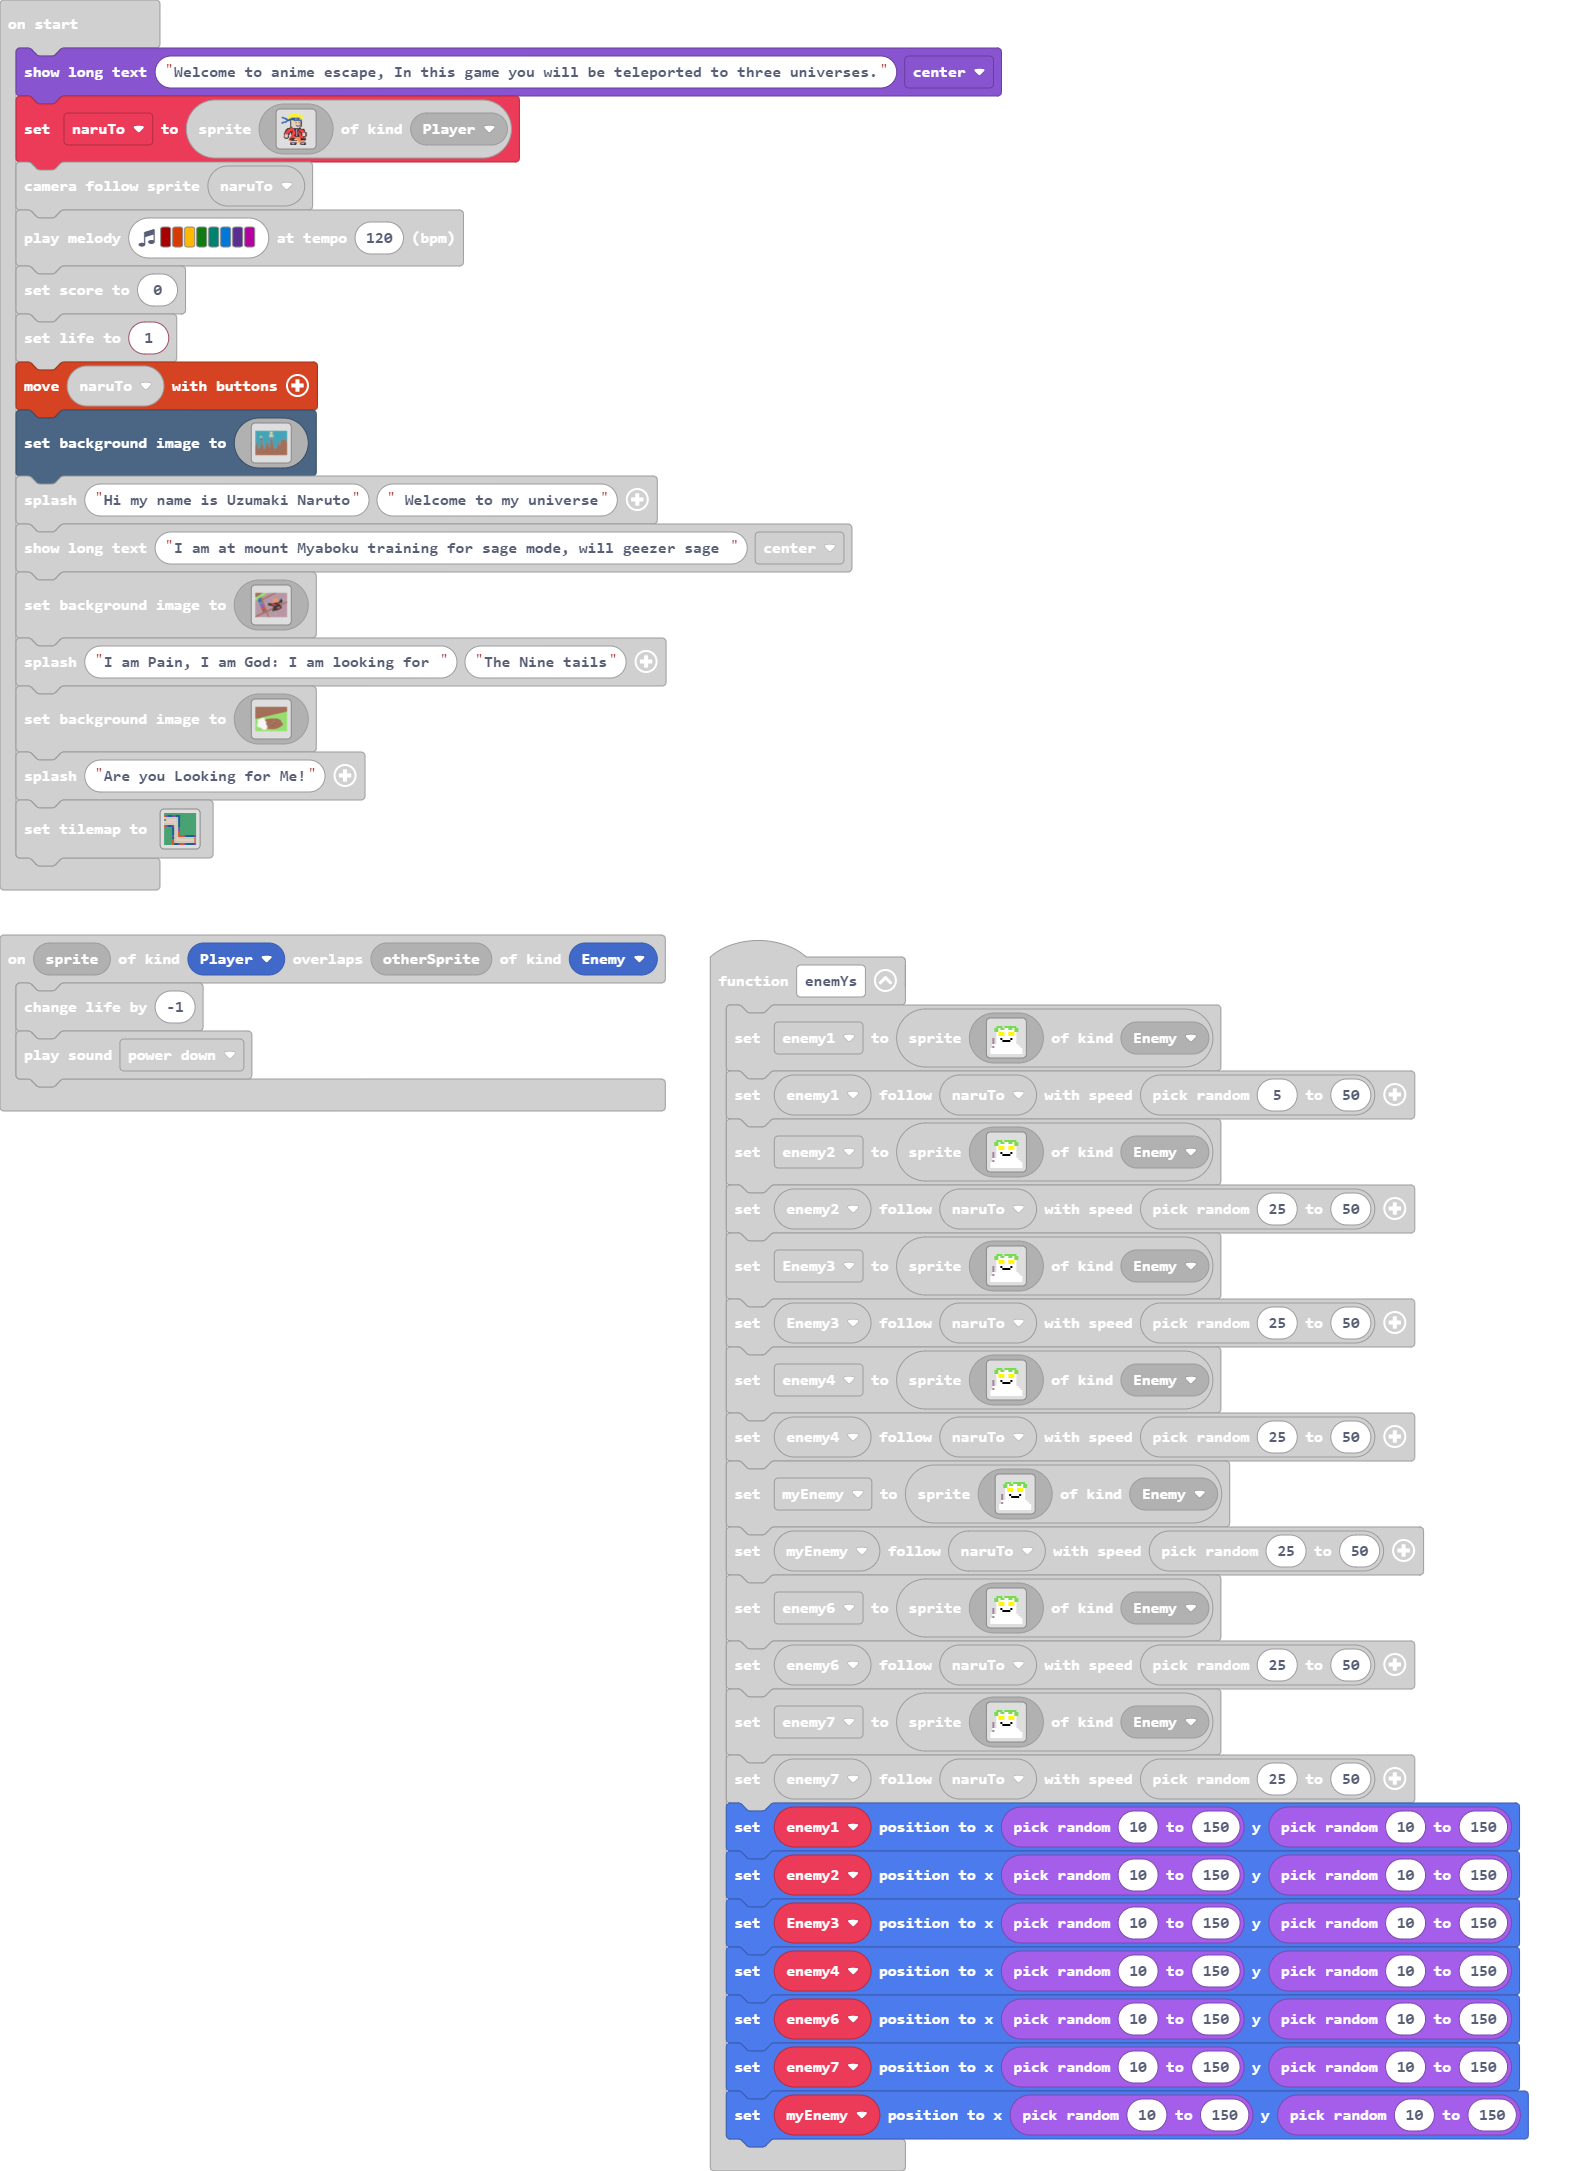 on start
show long text "Welcome to anime escape, In this game you will be teleported to three universes." center
set naruTo to sprite of kind Player
camera follow sprite naruTo
play melody at tempo 120 (bpm)
set score to 0
set life to 1
move naruTo with buttons
set background image to
splash "Hi my name is Uzumaki Naruto" " Welcome to my universe"
show long text "I am at mount Myaboku training for sage mode, will geezer sage " center
set background image to
splash "I am Pain, I am God: I am looking for " "The Nine tails"
set background image to
splash "Are you Looking for Me!"
set tilemap to
on sprite of kind Player overlaps otherSprite of kind Enemy
change life by -1
play sound power down
function enemYs
set enemy1 to sprite of kind Enemy
set enemy1 follow naruTo with speed pick random 5 to 50
set enemy2 to sprite of kind Enemy
set enemy2 follow naruTo with speed pick random 25 to 50
set Enemy3 to sprite of kind Enemy
set Enemy3 follow naruTo with speed pick random 25 to 50
set enemy4 to sprite of kind Enemy
set enemy4 follow naruTo with speed pick random 25 to 50
set myEnemy to sprite of kind Enemy
set myEnemy follow naruTo with speed pick random 25 to 50
set enemy6 to sprite of kind Enemy
set enemy6 follow naruTo with speed pick random 25 to 50
set enemy7 to sprite of kind Enemy
set enemy7 follow naruTo with speed pick random 25 to 50
set enemy1 position to x pick random 10 to 150 y pick random 10 to 150
set enemy2 position to x pick random 10 to 150 y pick random 10 to 150
set Enemy3 position to x pick random 10 to 150 y pick random 10 to 150
set enemy4 position to x pick random 10 to 150 y pick random 10 to 150
set enemy6 position to x pick random 10 to 150 y pick random 10 to 150
set enemy7 position to x pick random 10 to 150 y pick random 10 to 150
set myEnemy position to x pick random 10 to 150 y pick random 10 to 150